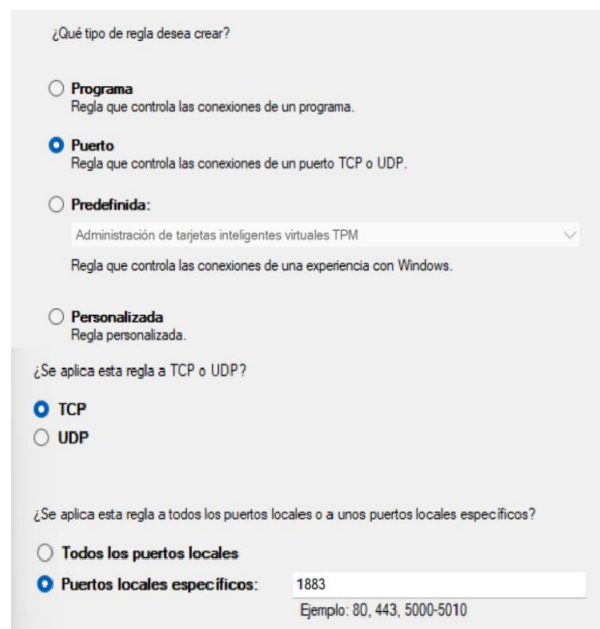 ¿Qué tipo de regla desea crear?
Programa
Regla que controla las conexiones de un programa.
Puerto
Regla que controla las conexiones de un puerto TCP o UDP.
Predefinida:
Administración de tarjetas inteligentes virtuales TPM
Regla que controla las conexiones de una experiencia con Windows.
Personalizada
Regla personalizada.
¿Se aplica esta regla a TCP o UDP?
TCP
UDP
¿Se aplica esta regla a todos los puertos locales o a unos puertos locales específicos?
Todos los puertos locales
Puertos locales específicos: 1883
Ejemplo: 80, 443, 5000-5010